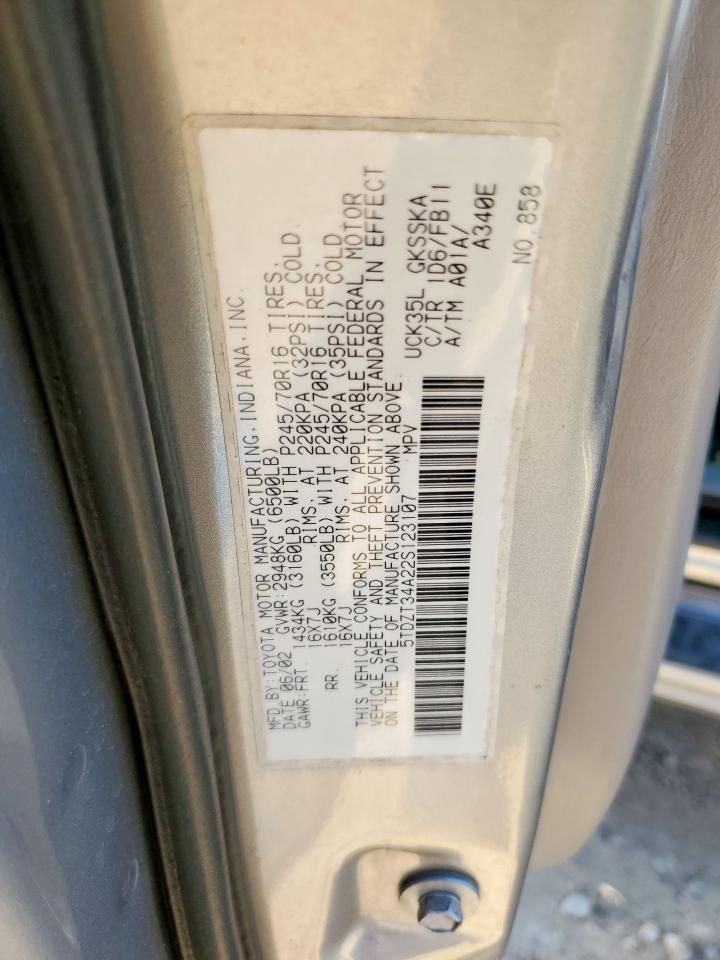 MFD.BY:TOYOTA MOTOR MANUFACTURING,INDIANA,INC.
DATE 06/02 GVWR:2948KG (6500LB)
GAWR:FRT. 1434KG (3160LB) WITH P245/70R16 TIRES.
16X7J RIMS. AT 220KPA (32PSI) COLD.
RR. 1610KG (3550LB) WITH P245/70R16 TIRES.
16X7J RIMS. AT 240KPA (35PSI) COLD.
THIS VEHICLE CONFORMS TO ALL APPLICABLE FEDERAL MOTOR
VEHICLE SAFETY AND THEFT PREVENTION STANDARDS IN EFFECT
ON THE DATE OF MANUFACTURE SHOWN ABOVE.
5TDZT34A22S123107 MPV
UCK35L GKSSKA
C/TR 1D6/FB11
A/TM A01A/
A340E
NO.858